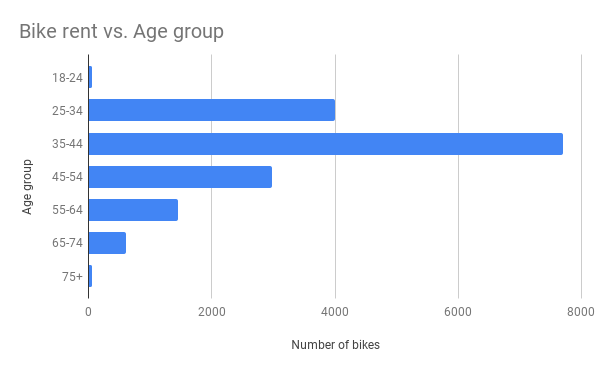 Bike rent vs. Age group
Age group
18-24
25-34
35-44
45-54
55-64
65-74
75+
0 2000 4000 6000 8000
Number of bikes